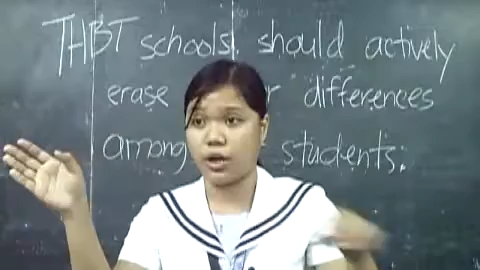 THBT schools should actively
erase differences
among students: